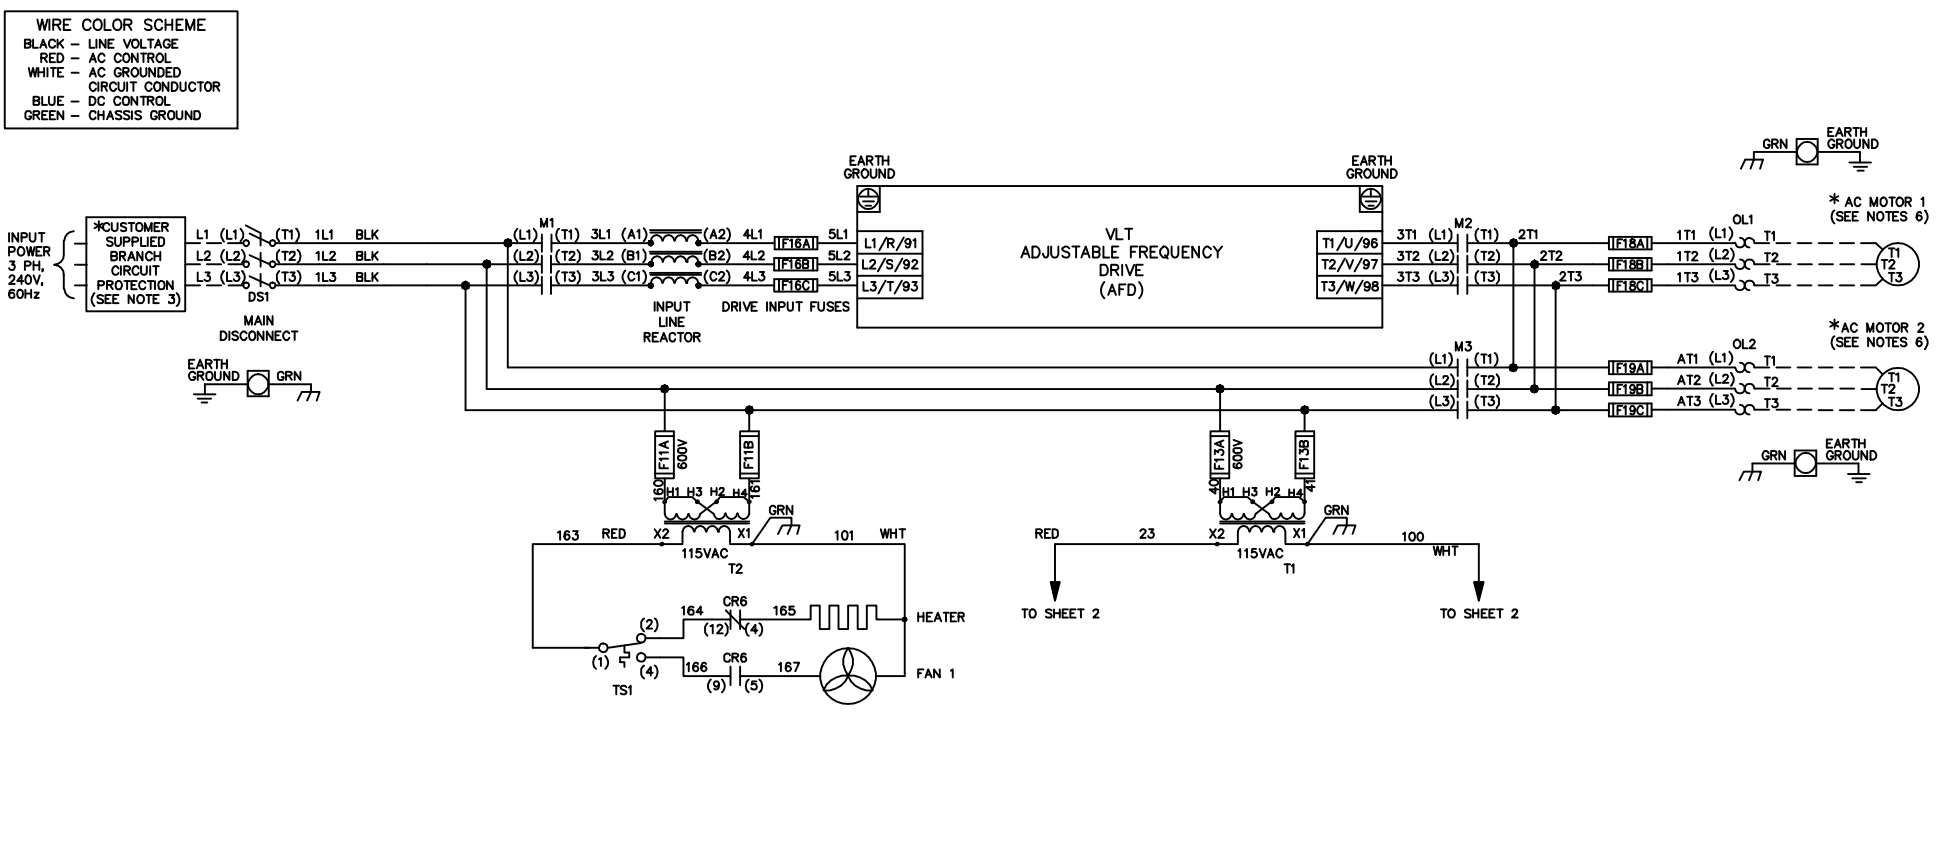 WIRE COLOR SCHEME
BLACK – LINE VOLTAGE
RED – AC CONTROL
WHITE – AC GROUNDED
CIRCUIT CONDUCTOR
BLUE – DC CONTROL
GREEN – CHASSIS GROUND
INPUT
POWER
3 PH,
240V,
60Hz
*CUSTOMER
SUPPLIED
BRANCH
CIRCUIT
PROTECTION
(SEE NOTE 3)
L1 (L1) (T1) 1L1 BLK
L2 (L2) (T2) 1L2 BLK
L3 (L3) (T3) 1L3 BLK
DS1
MAIN
DISCONNECT
EARTH
GROUND
GRN
M1
(L1) (T1) 3L1 (A1) (A2) 4L1 F16A 5L1
(L2) (T2) 3L2 (B1) (B2) 4L2 F16B 5L2
(L3) (T3) 3L3 (C1) (C2) 4L3 F16C 5L3
INPUT
LINE
REACTOR
DRIVE INPUT FUSES
EARTH
GROUND
EARTH
GROUND
L1/R/91
L2/S/92
L3/T/93
VLT
ADJUSTABLE FREQUENCY
DRIVE
(AFD)
T1/U/96
T2/V/97
T3/W/98
M2
3T1 (L1) (T1) 2T1 F18A 1T1 (L1) T1
3T2 (L2) (T2) 2T2 F18B 1T2 (L2) T2
3T3 (L3) (T3) 2T3 F18C 1T3 (L3) T3
OL1
GRN
EARTH
GROUND
* AC MOTOR 1
(SEE NOTES 6)
T1
T2
T3
M3
(L1) (T1) F19A AT1 (L1) T1
(L2) (T2) F19B AT2 (L2) T2
(L3) (T3) F19C AT3 (L3) T3
OL2
*AC MOTOR 2
(SEE NOTES 6)
T1
T2
T3
GRN
EARTH
GROUND
F11A
600V
F11B
160
161
H1 H3 H2 H4
GRN
163 RED X2 X1 101 WHT
115VAC
T2
F13A
600V
F13B
40
41
H1 H3 H2 H4
GRN
RED 23 X2 X1 100
WHT
115VAC
T1
TO SHEET 2
TO SHEET 2
164 CR6 165
(12) (4)
HEATER
(2)
(1)
(4)
TS1
166 CR6 167
(9) (5)
FAN 1